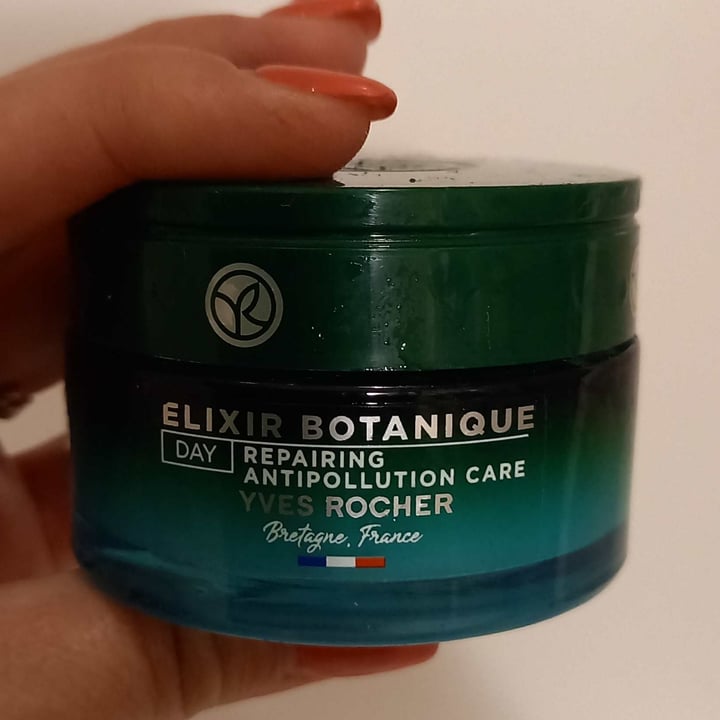 ELIXIR BOTANIQUE
DAY
REPAIRING
ANTIPOLLUTION CARE
YVES ROCHER
Bretagne, France